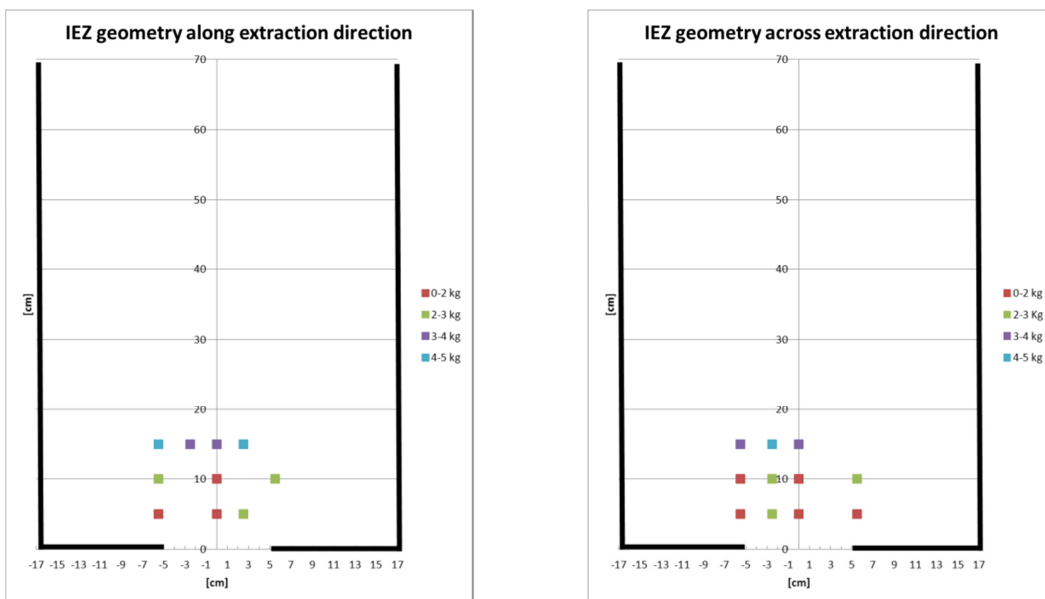 IEZ geometry along extraction direction
70
60
50
40
30
20
10
0
[cm]
-17 -15 -13 -11 -9 -7 -5 -3 -1 1 3 5 7 9 11 13 15 17
[cm]
0-2 kg
2-3 kg
3-4 kg
4-5 kg
IEZ geometry across extraction direction
70
60
50
40
30
20
10
0
[cm]
-17 -15 -13 -11 -9 -7 -5 -3 -1 1 3 5 7 9 11 13 15 17
[cm]
0-2 kg
2-3 Kg
3-4 kg
4-5 kg